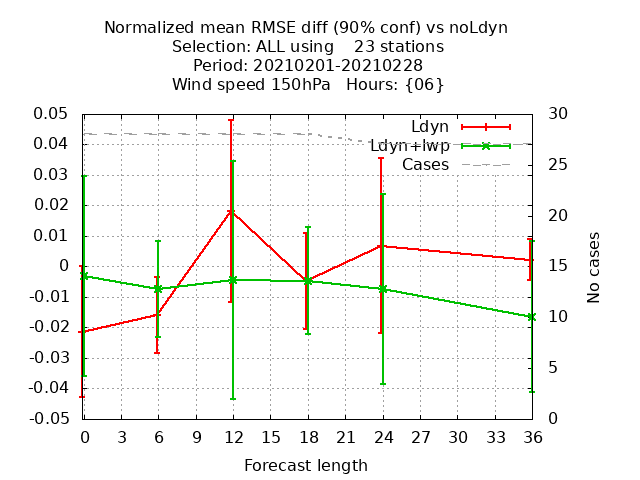 Normalized mean RMSE diff (90% conf) vs noLdyn
Selection: ALL using    23 stations
Period: 20210201-20210228
Wind speed 150hPa   Hours: {06}
0.05
0.04
0.03
0.02
0.01
0
-0.01
-0.02
-0.03
-0.04
-0.05
Ldyn
Ldyn+lwp
Cases
30
25
20
15
10
5
0
No cases
0 3 6 9 12 15 18 21 24 27 30 33 36
Forecast length